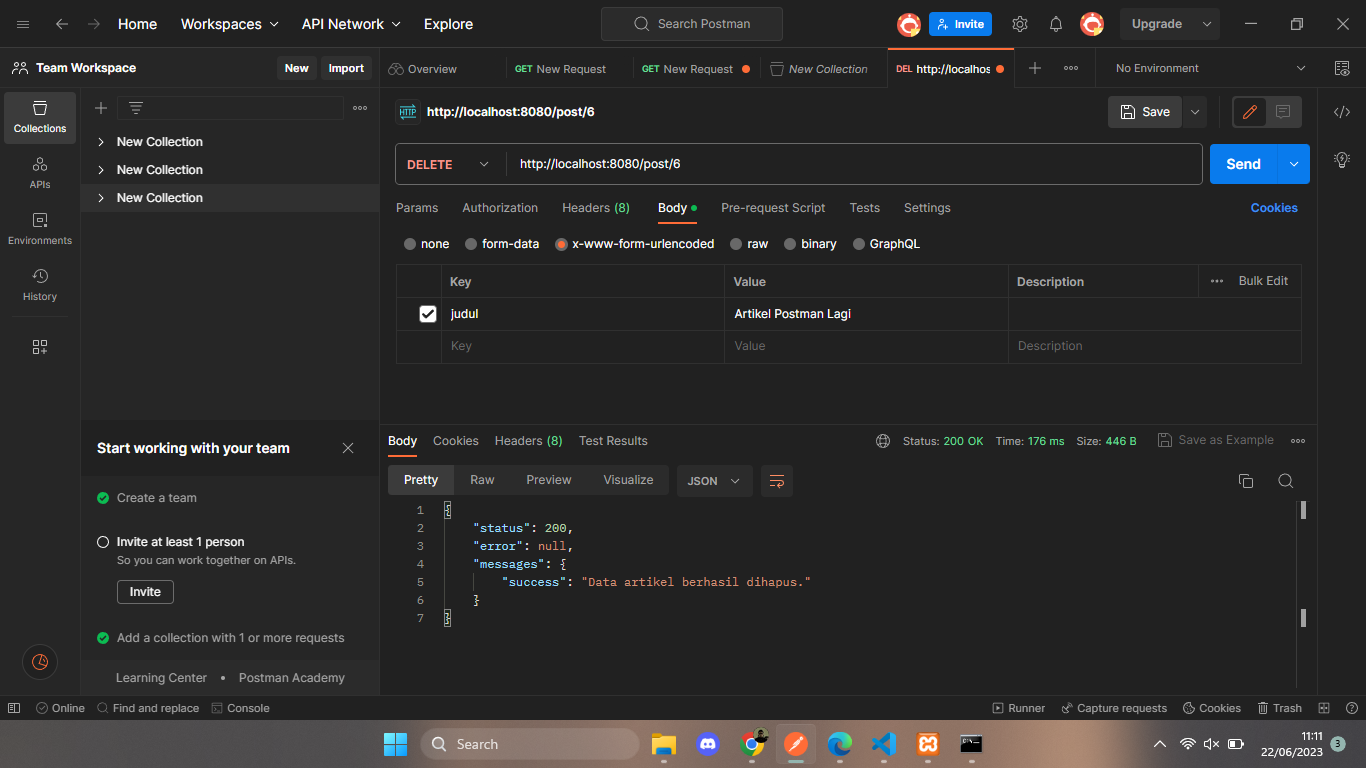 Home Workspaces API Network Explore Search Postman Invite Upgrade
Team Workspace New Import Overview GET New Request GET New Request New Collection DEL http://localhos No Environment
Collections
APIs
Environments
History
New Collection
New Collection
New Collection
Start working with your team
Create a team
Invite at least 1 person
So you can work together on APIs.
Invite
Add a collection with 1 or more requests
Learning Center • Postman Academy
HTTP http://localhost:8080/post/6 Save
DELETE http://localhost:8080/post/6 Send
Params Authorization Headers (8) Body Pre-request Script Tests Settings Cookies
none form-data x-www-form-urlencoded raw binary GraphQL
Key Value Description Bulk Edit
judul Artikel Postman Lagi
Key Value Description
Body Cookies Headers (8) Test Results Status: 200 OK Time: 176 ms Size: 446 B Save as Example
Pretty Raw Preview Visualize JSON
1 {
2 "status": 200,
3 "error": null,
4 "messages": {
5 "success": "Data artikel berhasil dihapus."
6 }
7 }
Online Find and replace Console Runner Capture requests Cookies Trash
Search 11:11
22/06/2023 3